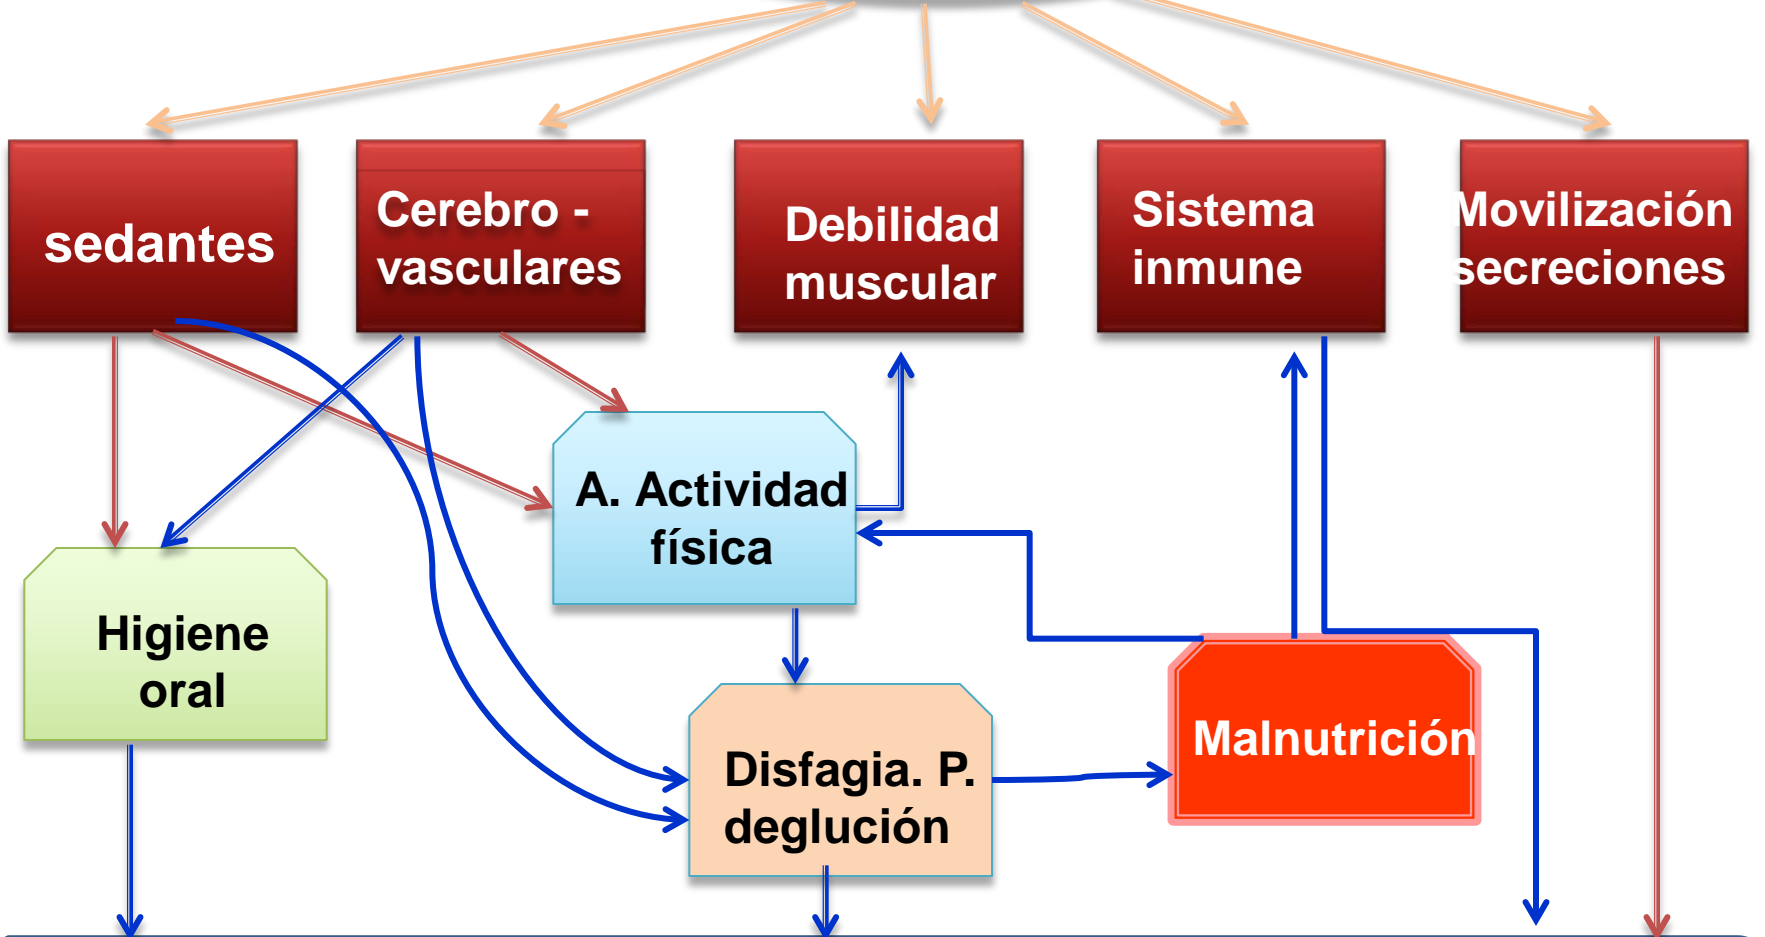 sedantes
Cerebro -
vasculares
Debilidad
muscular
Sistema
inmune
Movilización
secreciones
A. Actividad
física
Higiene
oral
Disfagia. P.
deglución
Malnutrición